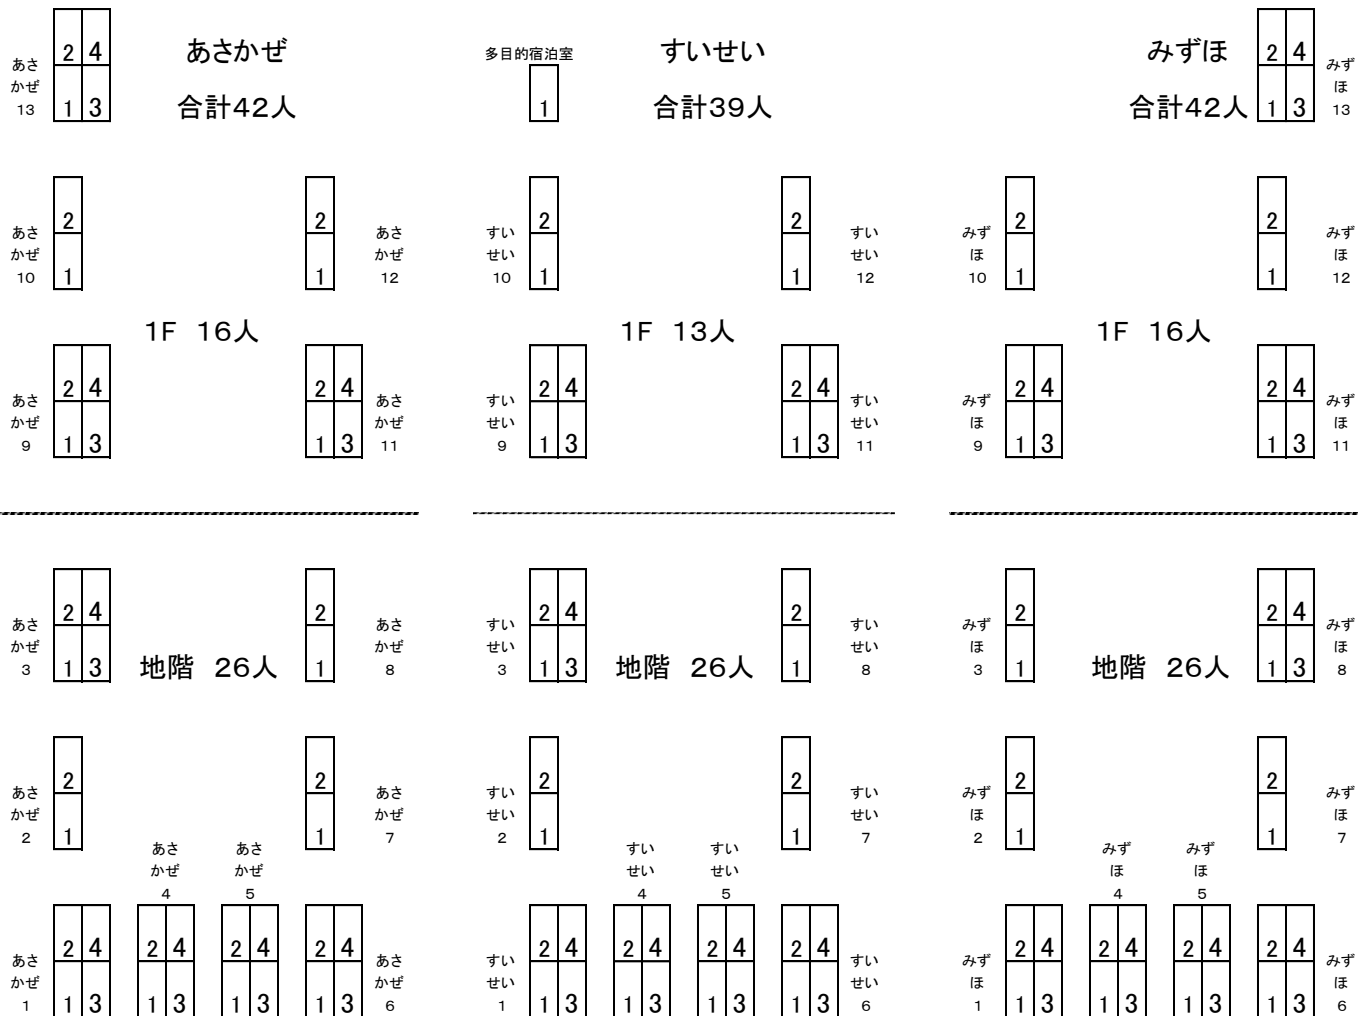 2 4
あさかぜ
多目的宿泊室
すいせい
みずほ
2 4
あさ
かぜ
13
1 3
合計42人
1
合計39人
合計42人
1 3
みず
ほ
13
あさ
かぜ
10
2
1
2
1
あさ
かぜ
12
すい
せい
10
2
1
2
1
すい
せい
12
みず
ほ
10
2
1
2
1
みず
ほ
12
1F 16人
1F 13人
1F 16人
あさ
かぜ
9
2 4
1 3
2 4
1 3
あさ
かぜ
11
すい
せい
9
2 4
1 3
2 4
1 3
すい
せい
11
みず
ほ
9
2 4
1 3
2 4
1 3
みず
ほ
11
あさ
かぜ
3
2 4
1 3
地階 26人
2
1
あさ
かぜ
8
すい
せい
3
2 4
1 3
地階 26人
2
1
すい
せい
8
みず
ほ
3
2
1
地階 26人
2 4
1 3
みず
ほ
8
あさ
かぜ
2
2
1
2
1
あさ
かぜ
7
すい
せい
2
2
1
2
1
すい
せい
7
みず
ほ
2
2
1
2
1
みず
ほ
7
あさ
かぜ
4
あさ
かぜ
5
すい
せい
4
すい
せい
5
みず
ほ
4
みず
ほ
5
あさ
かぜ
1
2 4
1 3
2 4
1 3
2 4
1 3
2 4
1 3
あさ
かぜ
6
すい
せい
1
2 4
1 3
2 4
1 3
2 4
1 3
2 4
1 3
すい
せい
6
みず
ほ
1
2 4
1 3
2 4
1 3
2 4
1 3
2 4
1 3
みず
ほ
6